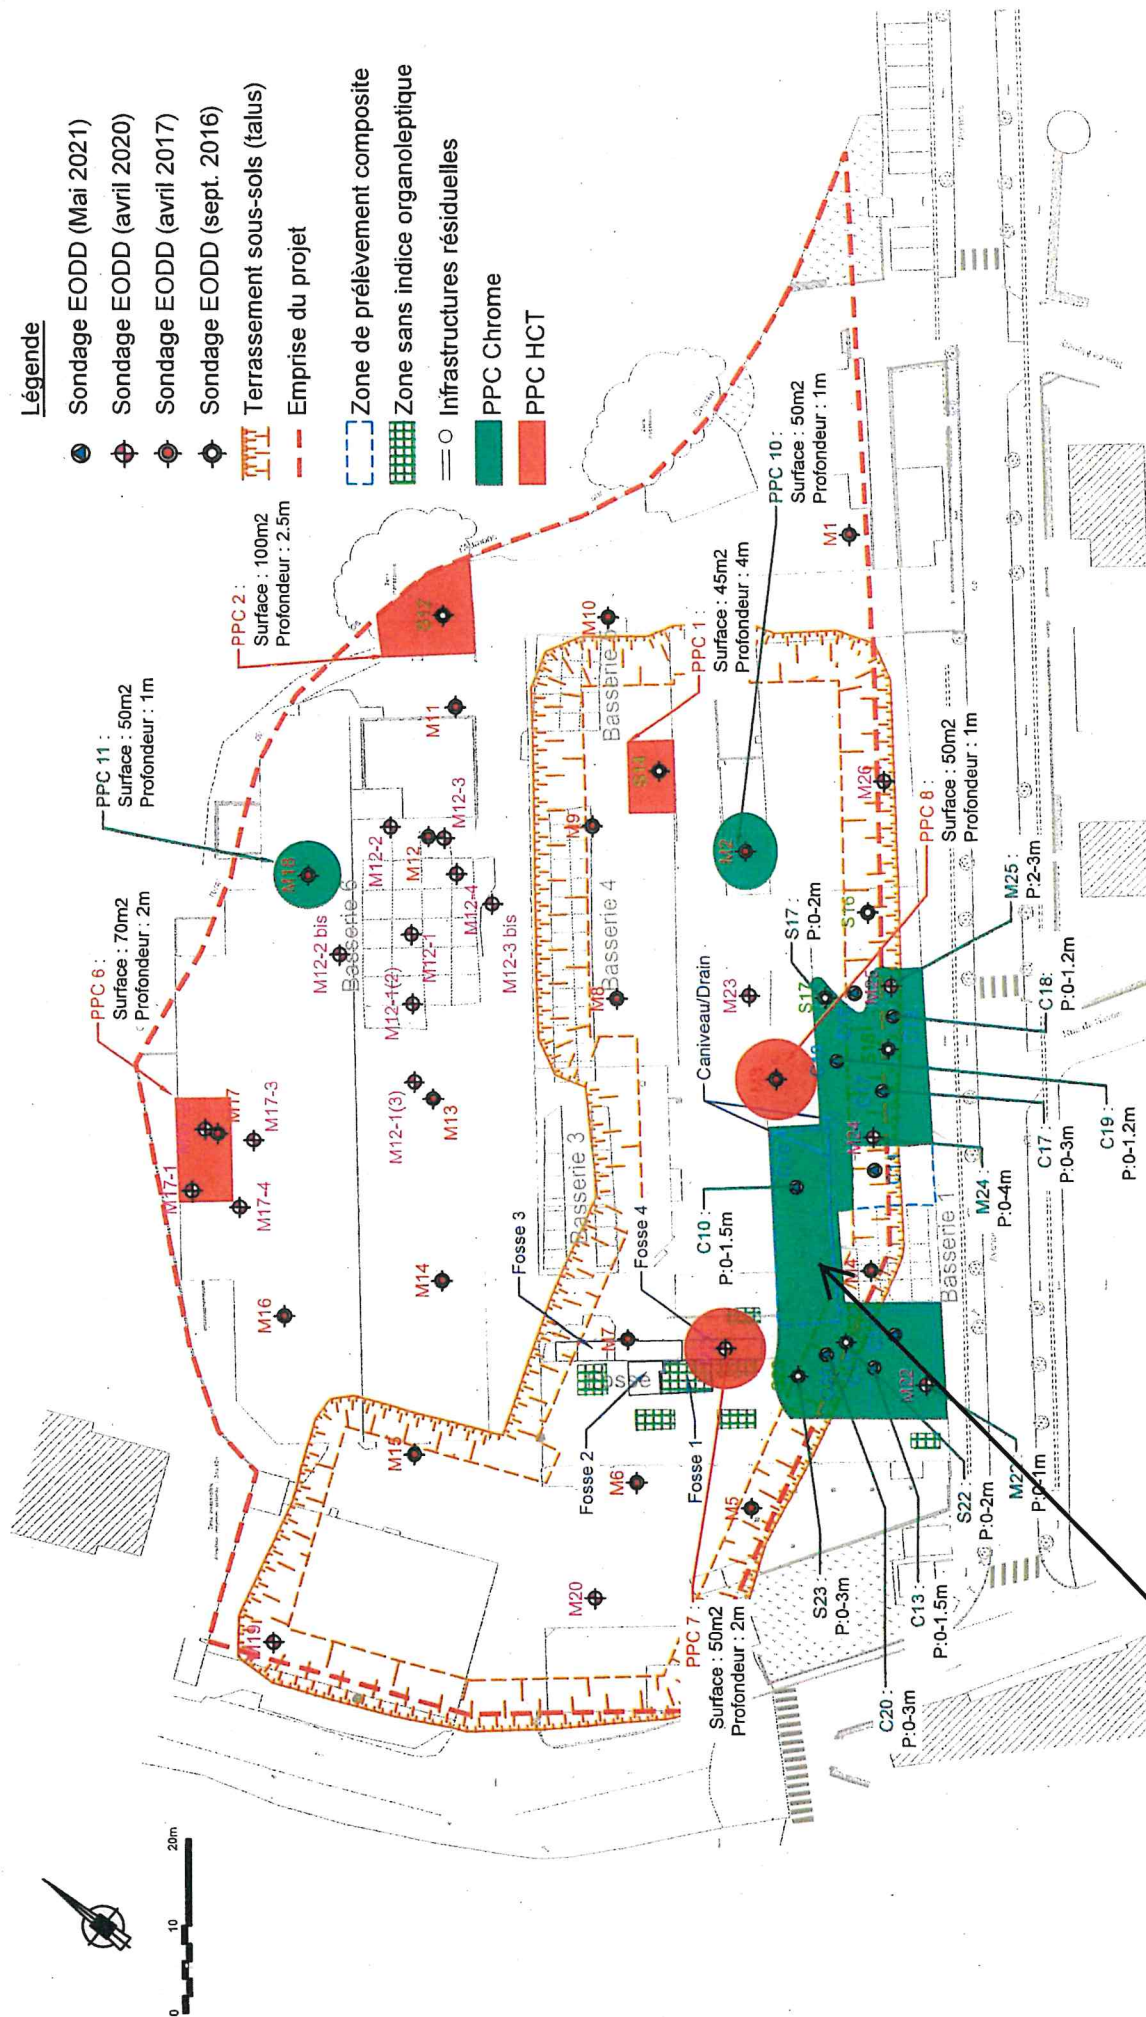 Légende
Sondage EODD (Mai 2021)
Sondage EODD (avril 2020)
Sondage EODD (avril 2017)
Sondage EODD (sept. 2016)
Terrassement sous-sols (talus)
Emprise du projet
Zone de prélèvement composite
Zone sans indice organoleptique
Infrastructures résiduelles
PPC Chrome
PPC HCT
0 10 20m
PPC 11 :
Surface : 50m2
Profondeur : 1m
PPC 2 :
Surface : 100m2
Profondeur : 2.5m
PPC 6 :
Surface : 70m2
Profondeur : 2m
PPC 10 :
Surface : 50m2
Profondeur : 1m
PPC 1 :
Surface : 45m2
Profondeur : 4m
PPC 8 :
Surface : 50m2
Profondeur : 1m
PPC 7 :
Surface : 50m2
Profondeur : 2m
M19
M20
M16
M15
M14
M17-1
M17
M17-3
M17-4
M18
Basserie 6
M12-2 bis
M12-2
M12
M12-3
M12-4
M12-3 bis
M12-1
M12-1(2)
M12-1(3)
M13
M11
M10
M9
M8
M7
M6
M5
M4
M2
M1
M23
M24
M26
M22
S14
S16
S17
Basserie 5
Basserie 4
Basserie 3
Basserie 1
Fosse 3
Fosse 4
Fosse 2
Fosse 1
Caniveau/Drain
C10 :
P:0-1.5m
S17 :
P:0-2m
M25 :
P:2-3m
C18:
P:0-1.2m
C19 :
P:0-1.2m
C17 :
P:0-3m
M24 :
P:0-4m
M22 :
P:0-1m
S22 :
P:0-2m
C13 :
P:0-1.5m
S23 :
P:0-3m
C20 :
P:0-3m